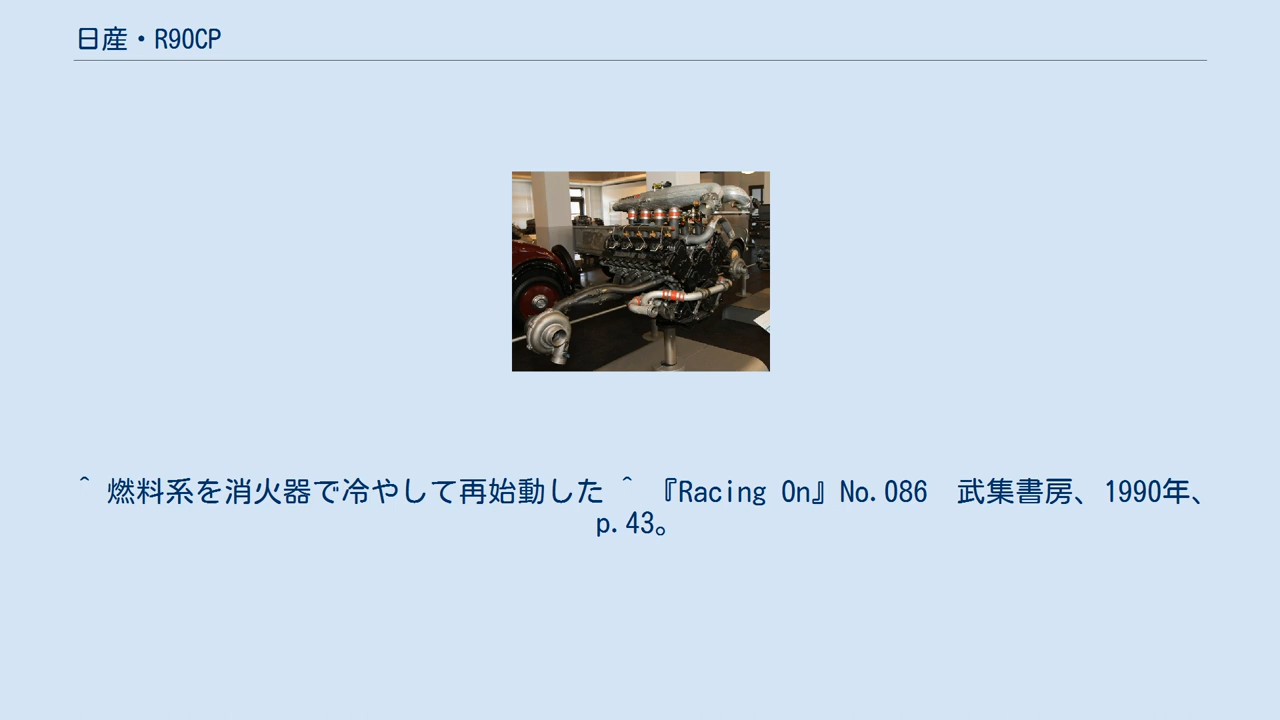 日産・R90CP
^ 燃料系を消火器で冷やして再始動した ^ 『Racing On』No.086　武集書房、1990年、
p.43。